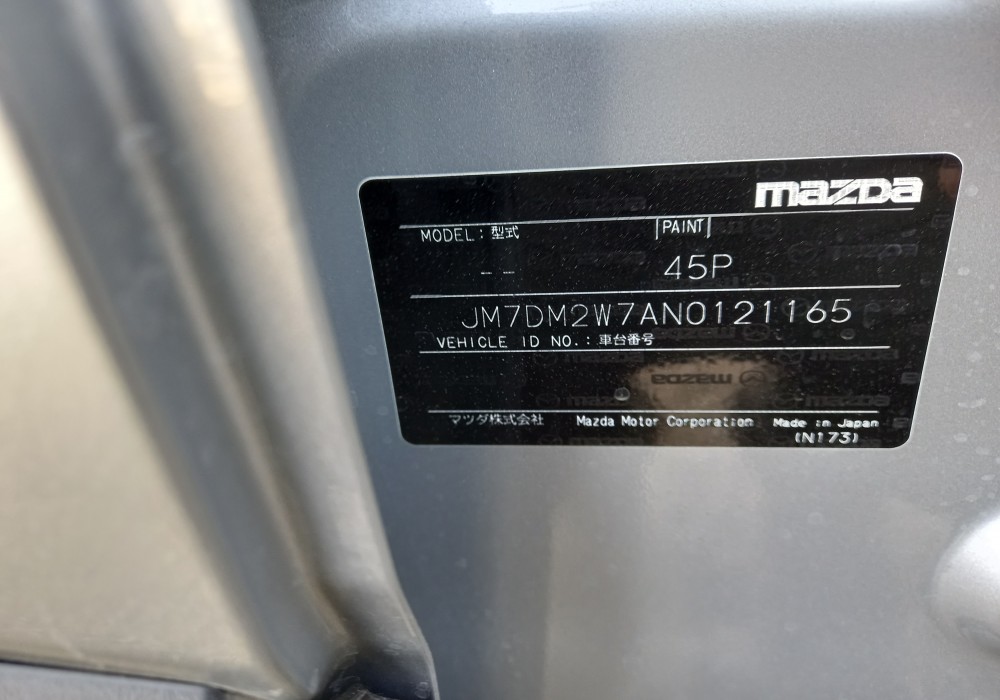 mazda
MODEL: 型式 PAINT
-- 45P
JM7DM2W7AN0121165
VEHICLE ID NO.: 車台番号
マツダ株式会社 Mazda Motor Corporation Made in Japan
(N173)